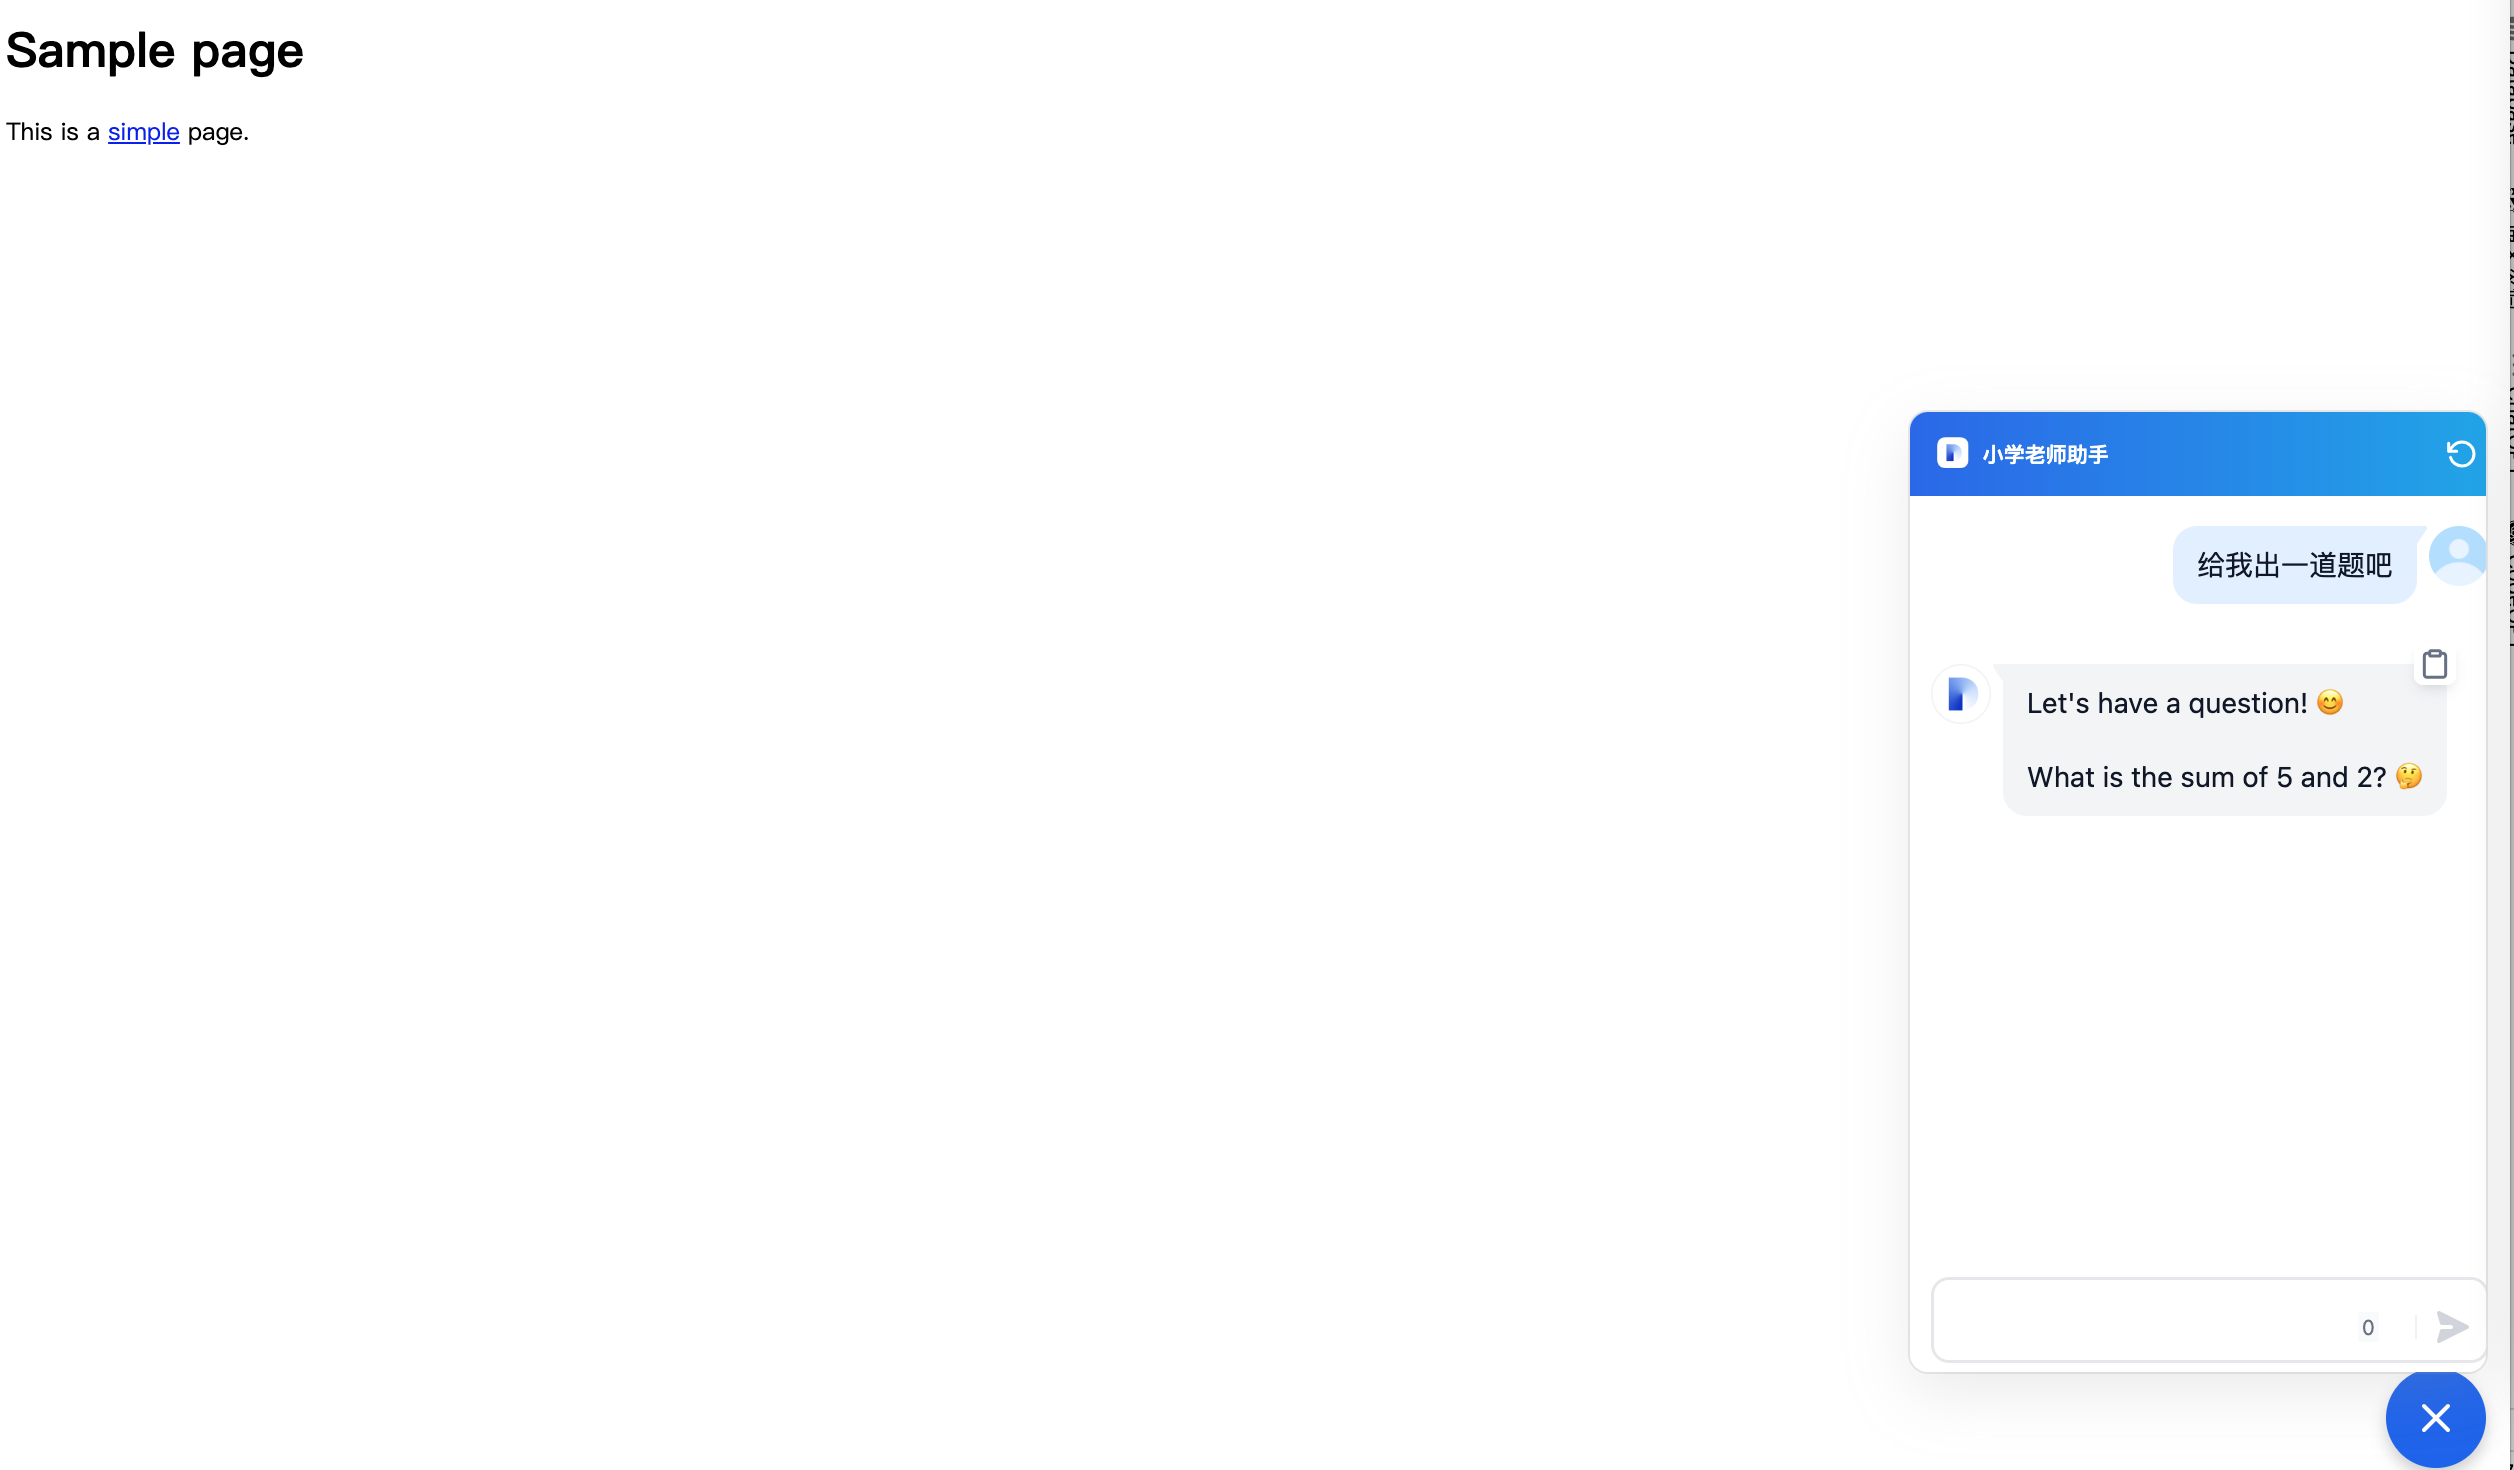 Sample page
This is a simple page.
小学老师助手
给我出一道题吧
Let's have a question! 😊
What is the sum of 5 and 2? 🤔
0